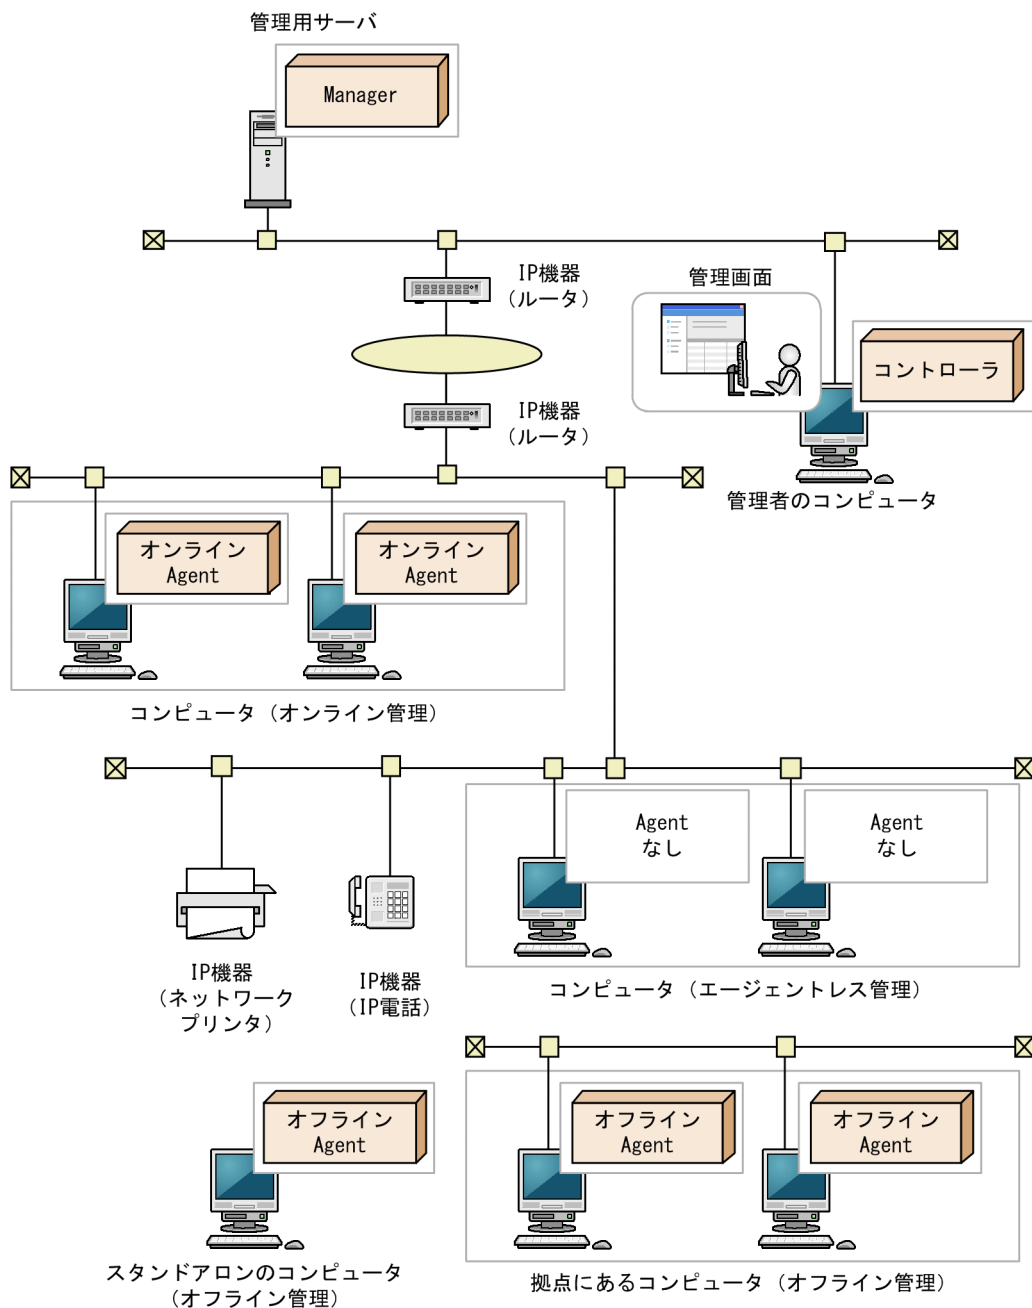 管理用サーバ
Manager
IP機器
(ルータ)
管理画面
コントローラ
IP機器
(ルータ)
管理者のコンピュータ
オンライン
Agent
オンライン
Agent
コンピュータ(オンライン管理)
Agent
なし
Agent
なし
IP機器
(ネットワーク
プリンタ)
IP機器
(IP電話)
コンピュータ(エージェントレス管理)
オフライン
Agent
オフライン
Agent
オフライン
Agent
スタンドアロンのコンピュータ
(オフライン管理)
拠点にあるコンピュータ(オフライン管理)